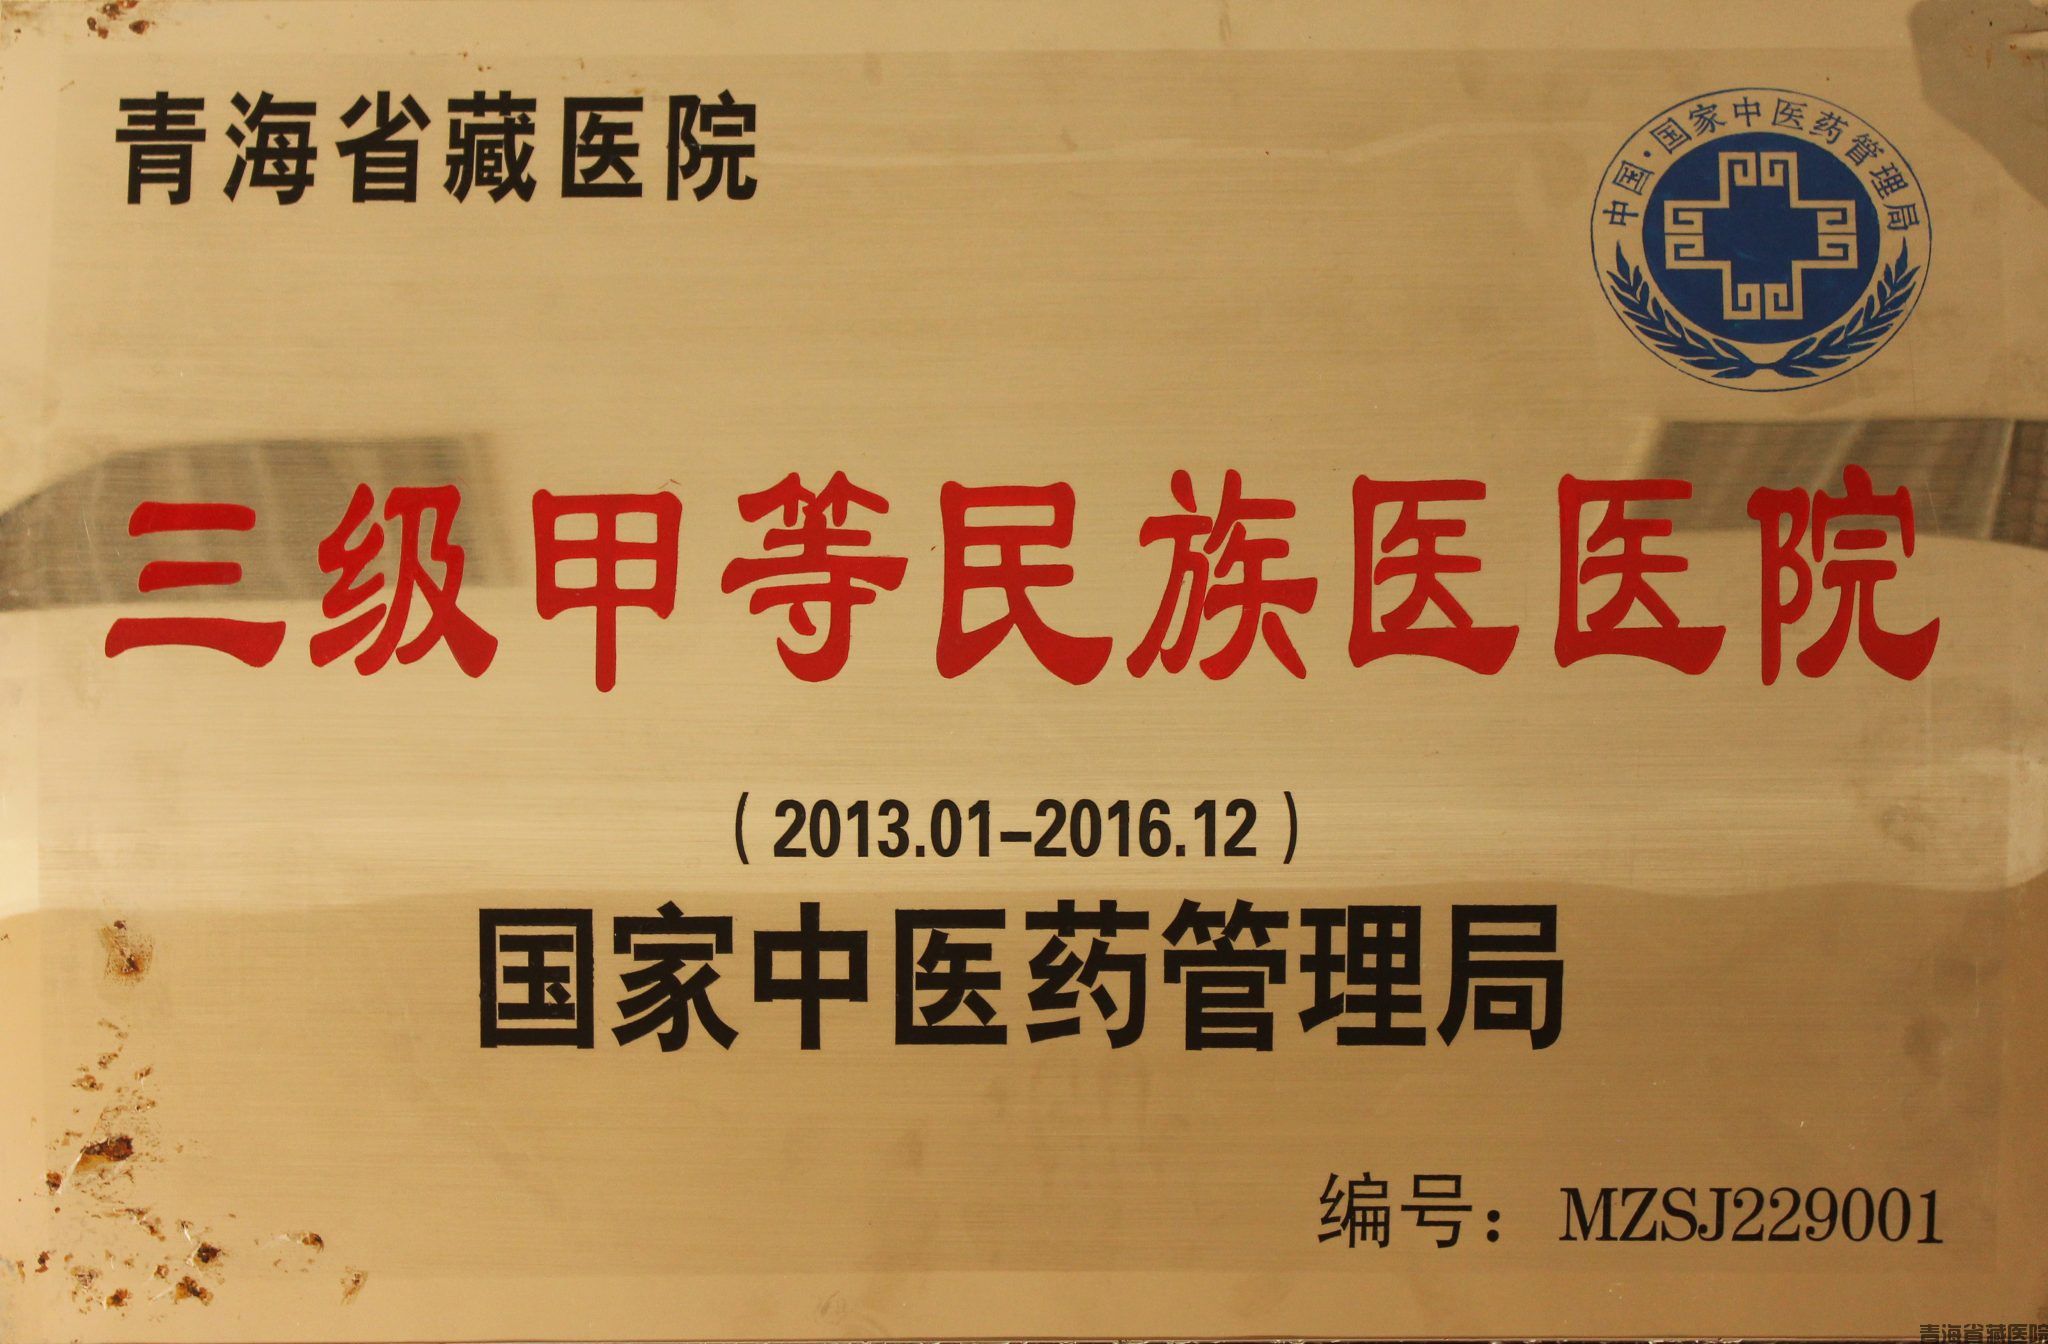 青海省藏医院
中国·国家中医药管理局
三级甲等民族医医院
（2013.01-2016.12）
国家中医药管理局
编号：MZSJ229001
青海省藏医院